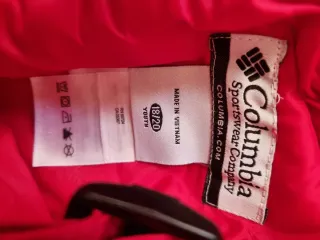 Columbia
Sportswear Company
COLUMBIA.COM
MADE IN VIETNAM
18/20
YOUTH